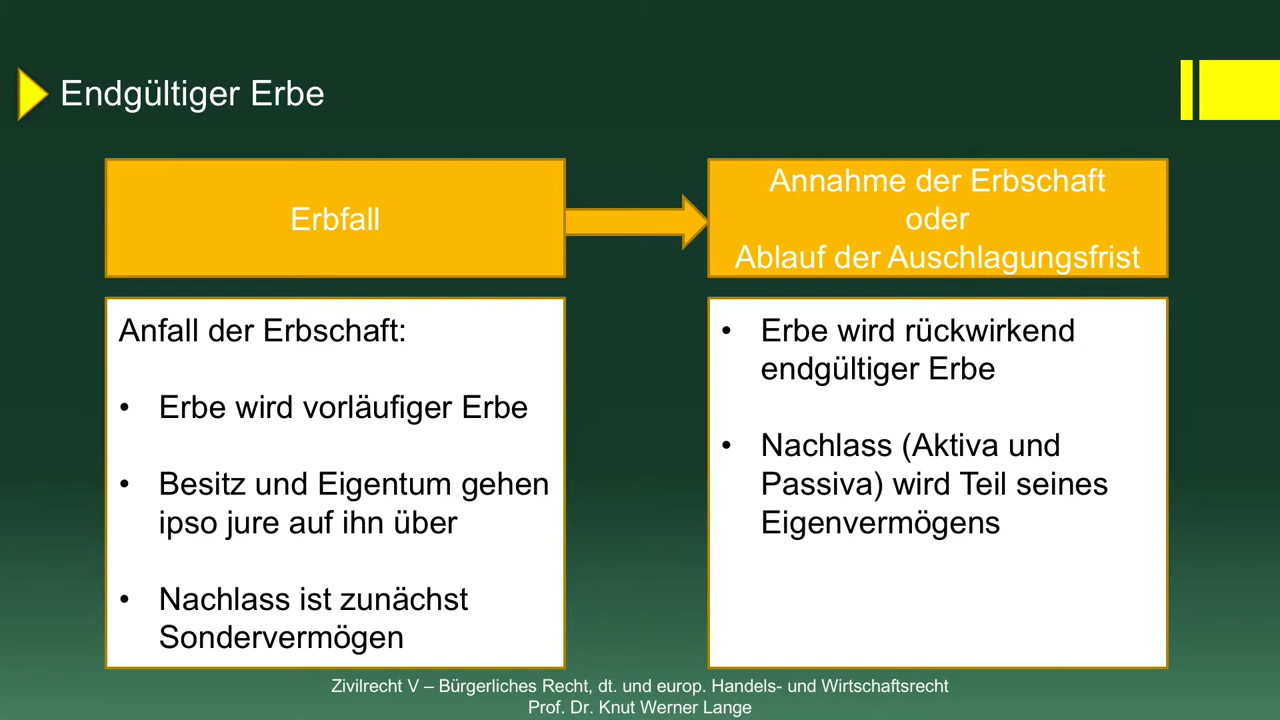 Endgültiger Erbe
Erbfall
Annahme der Erbschaft
oder
Ablauf der Auschlagungsfrist
Anfall der Erbschaft:
• Erbe wird vorläufiger Erbe
• Besitz und Eigentum gehen
ipso jure auf ihn über
• Nachlass ist zunächst
Sondervermögen
• Erbe wird rückwirkend
endgültiger Erbe
• Nachlass (Aktiva und
Passiva) wird Teil seines
Eigenvermögens
Zivilrecht V – Bürgerliches Recht, dt. und europ. Handels- und Wirtschaftsrecht
Prof. Dr. Knut Werner Lange